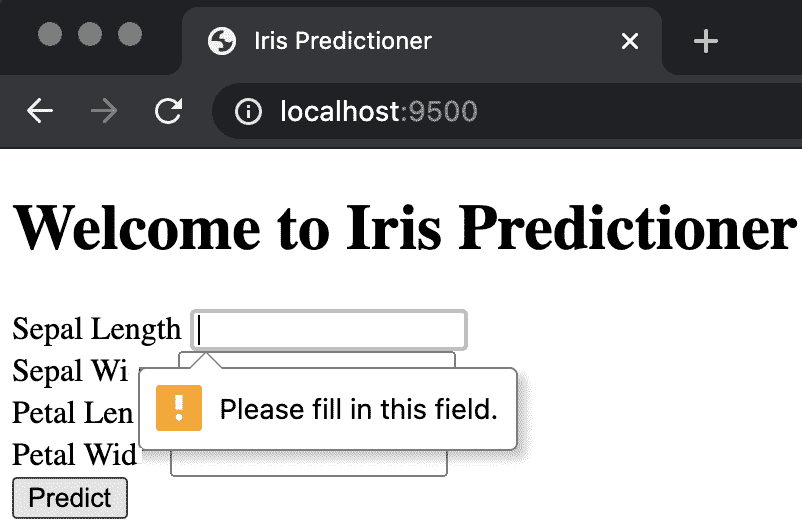 Iris Predictioner
localhost:9500
Welcome to Iris Predictioner
Sepal Length
Sepal Wi
Petal Len
Please fill in this field.
Petal Wid
Predict